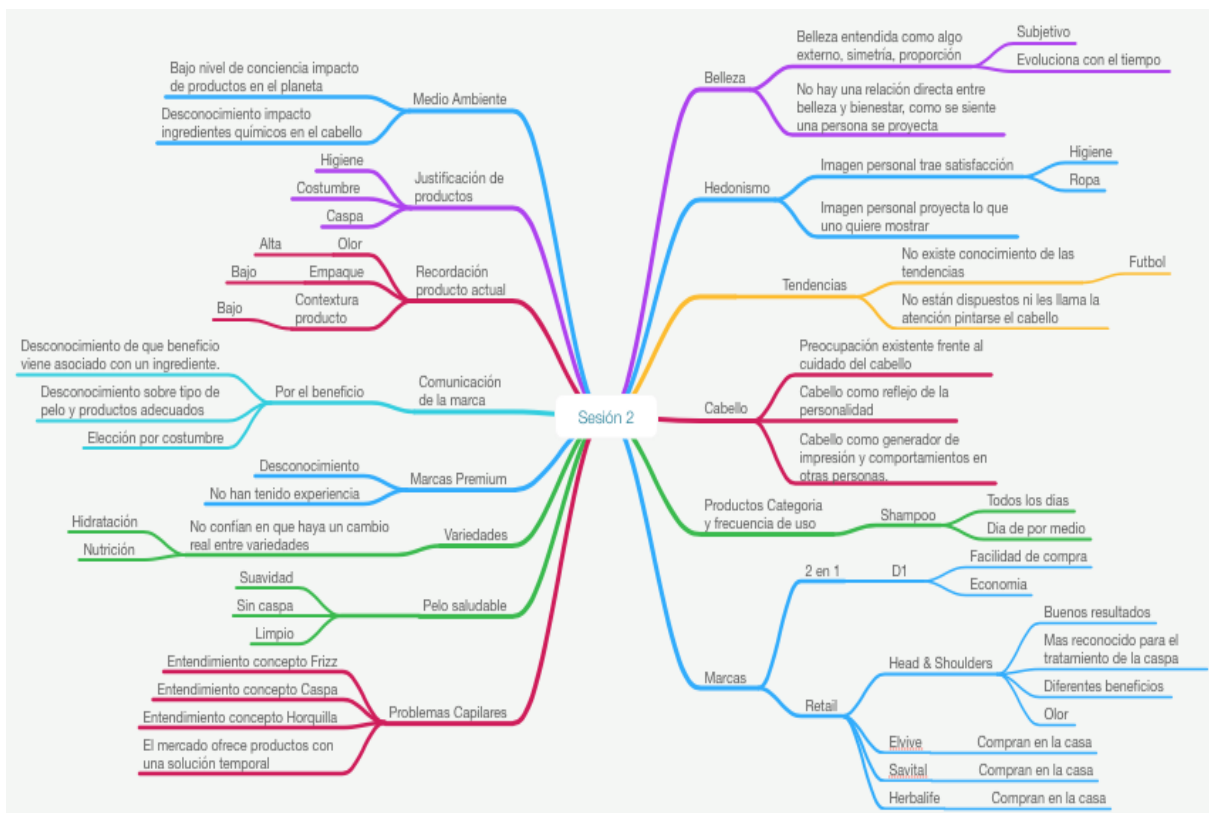 Sesión 2
Belleza
Belleza entendida como algo
externo, simetría, proporción
Subjetivo
Evoluciona con el tiempo
No hay una relación directa entre
belleza y bienestar, como se siente
una persona se proyecta
Hedonismo
Imagen personal trae satisfacción
Higiene
Ropa
Imagen personal proyecta lo que
uno quiere mostrar
Tendencias
No existe conocimiento de las
tendencias
Futbol
No están dispuestos ni les llama la
atención pintarse el cabello
Cabello
Preocupación existente frente al
cuidado del cabello
Cabello como reflejo de la
personalidad
Cabello como generador de
impresión y comportamientos en
otras personas.
Productos Categoria
y frecuencia de uso
Shampoo
Todos los días
Dia de por medio
Marcas
2 en 1
D1
Facilidad de compra
Economia
Retail
Head & Shoulders
Buenos resultados
Mas reconocido para el
tratamiento de la caspa
Diferentes beneficios
Olor
Elvive
Compran en la casa
Savital
Compran en la casa
Herbalife
Compran en la casa
Medio Ambiente
Bajo nivel de conciencia impacto
de productos en el planeta
Desconocimiento impacto
ingredientes químicos en el cabello
Justificación de
productos
Higiene
Costumbre
Caspa
Recordación
producto actual
Olor
Alta
Empaque
Bajo
Contextura
producto
Bajo
Comunicación
de la marca
Por el beneficio
Desconocimiento de que beneficio
viene asociado con un ingrediente.
Desconocimiento sobre tipo de
pelo y productos adecuados
Elección por costumbre
Marcas Premium
Desconocimiento
No han tenido experiencia
Variedades
No confían en que haya un cambio
real entre variedades
Hidratación
Nutrición
Pelo saludable
Suavidad
Sin caspa
Limpio
Problemas Capilares
Entendimiento concepto Frizz
Entendimiento concepto Caspa
Entendimiento concepto Horquilla
El mercado ofrece productos con
una solución temporal